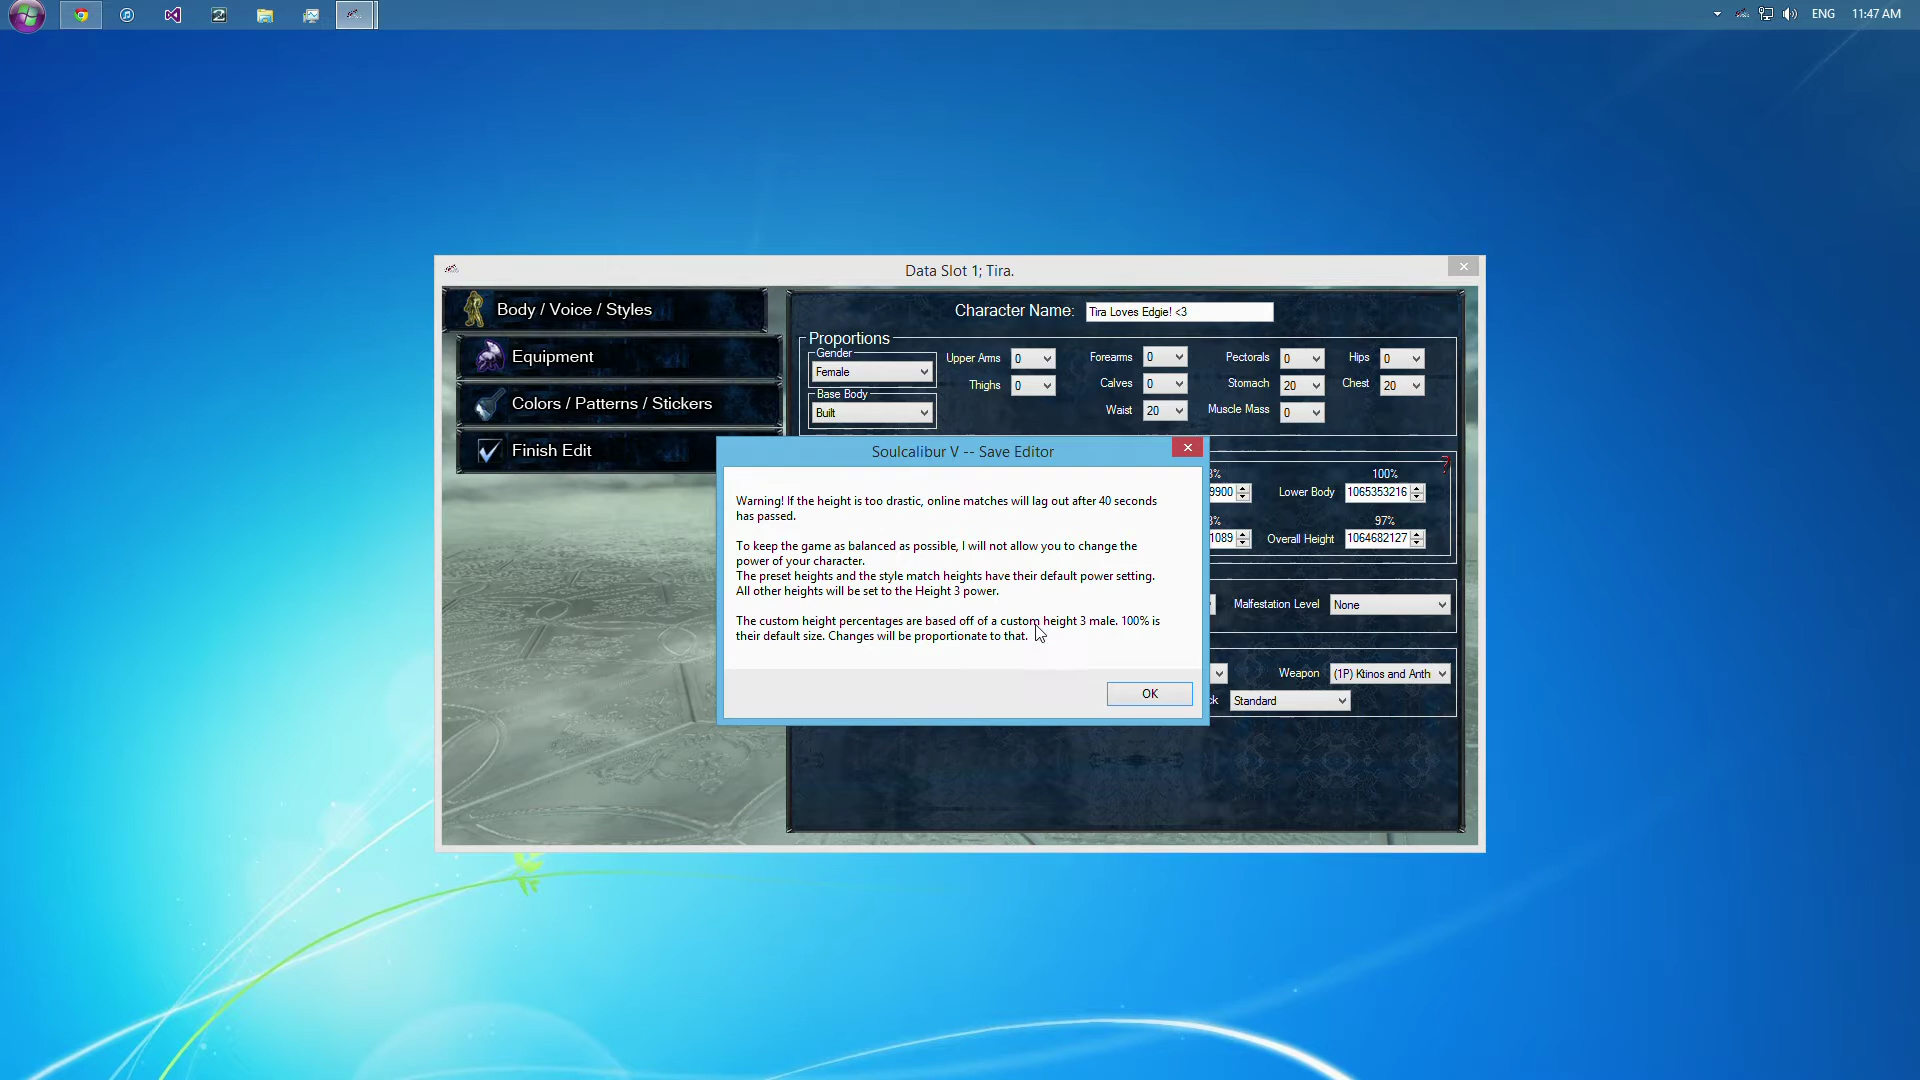 ENG 11:47 AM
Data Slot 1; Tira.
Body / Voice / Styles
Equipment
Colors / Patterns / Stickers
Finish Edit
Character Name: Tira Loves Edgie! <3
Proportions
Gender
Female
Base Body
Built
Upper Arms 0
Forearms 0
Pectorals 0
Hips 0
Thighs 0
Calves 0
Stomach 20
Chest 20
Waist 20
Muscle Mass 0
Soulcalibur V -- Save Editor
Warning! If the height is too drastic, online matches will lag out after 40 seconds
has passed.
To keep the game as balanced as possible, I will not allow you to change the
power of your character.
The preset heights and the style match heights have their default power setting.
All other heights will be set to the Height 3 power.
The custom height percentages are based off of a custom height 3 male. 100% is
their default size. Changes will be proportionate to that.
OK
?
100%
9900 Lower Body 1065353216
97%
1089 Overall Height 1064682127
Malfestation Level None
Weapon (1P) Ktinos and Anth
Standard